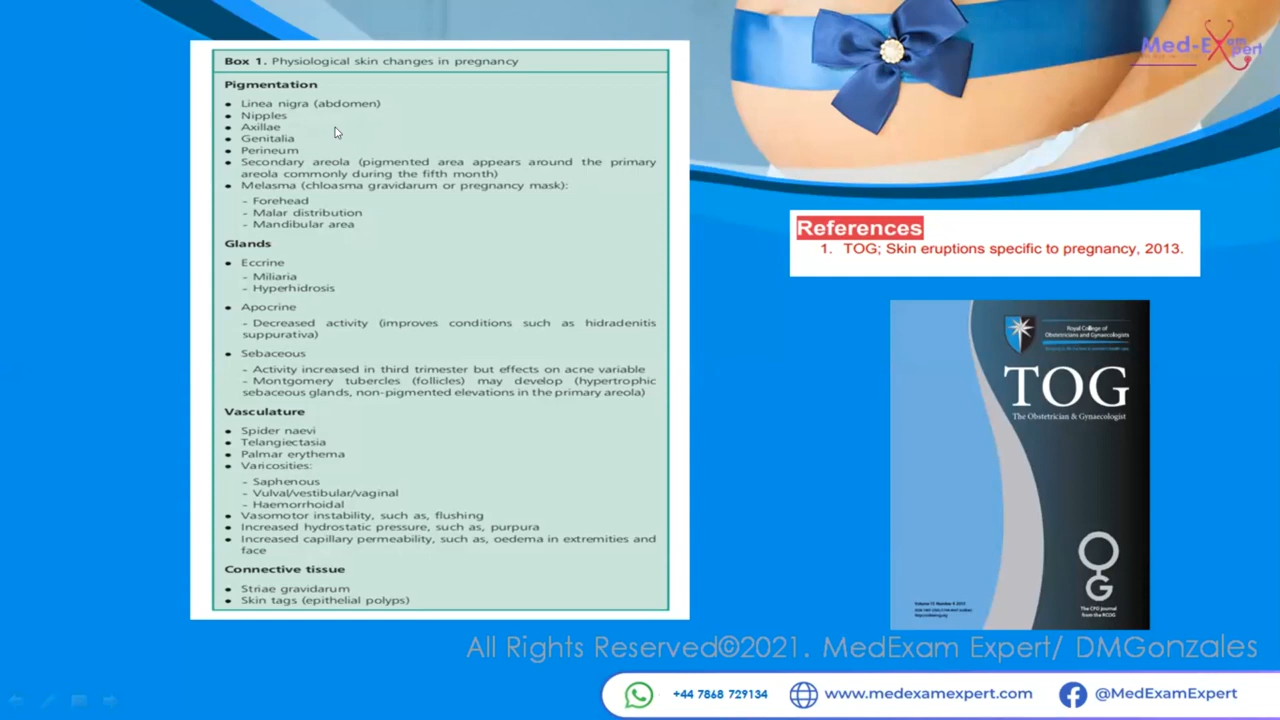 Box 1. Physiological skin changes in pregnancy
Pigmentation
• Linea nigra (abdomen)
• Nipples
• Axillae
• Genitalia
• Perineum
• Secondary areola (pigmented area appears around the primary
areola commonly during the fifth month)
• Melasma (chloasma gravidarum or pregnancy mask):
- Forehead
- Malar distribution
- Mandibular area
Glands
• Eccrine
- Miliaria
- Hyperhidrosis
• Apocrine
- Decreased activity (improves conditions such as hidradenitis
suppurativa)
• Sebaceous
- Activity increased in third trimester but effects on acne variable
- Montgomery tubercles (follicles) may develop (hypertrophic
sebaceous glands, non-pigmented elevations in the primary areola)
Vasculature
• Spider naevi
• Telangiectasia
• Palmar erythema
• Varicosities:
- Saphenous
- Vulval/vestibular/vaginal
- Haemorrhoidal
• Vasomotor instability, such as, flushing
• Increased hydrostatic pressure, such as, purpura
• Increased capillary permeability, such as, oedema in extremities and
face
Connective tissue
• Striae gravidarum
• Skin tags (epithelial polyps)
Med-Exam
Expert
References
1. TOG; Skin eruptions specific to pregnancy, 2013.
Royal College of
Obstetricians and Gynaecologists
TOG
The Obstetrician & Gynaecologist
The CPD journal
from the RCOG
All Rights Reserved©2021. MedExam Expert/ DMGonzales
+44 7868 729134
www.medexamexpert.com
@MedExamExpert